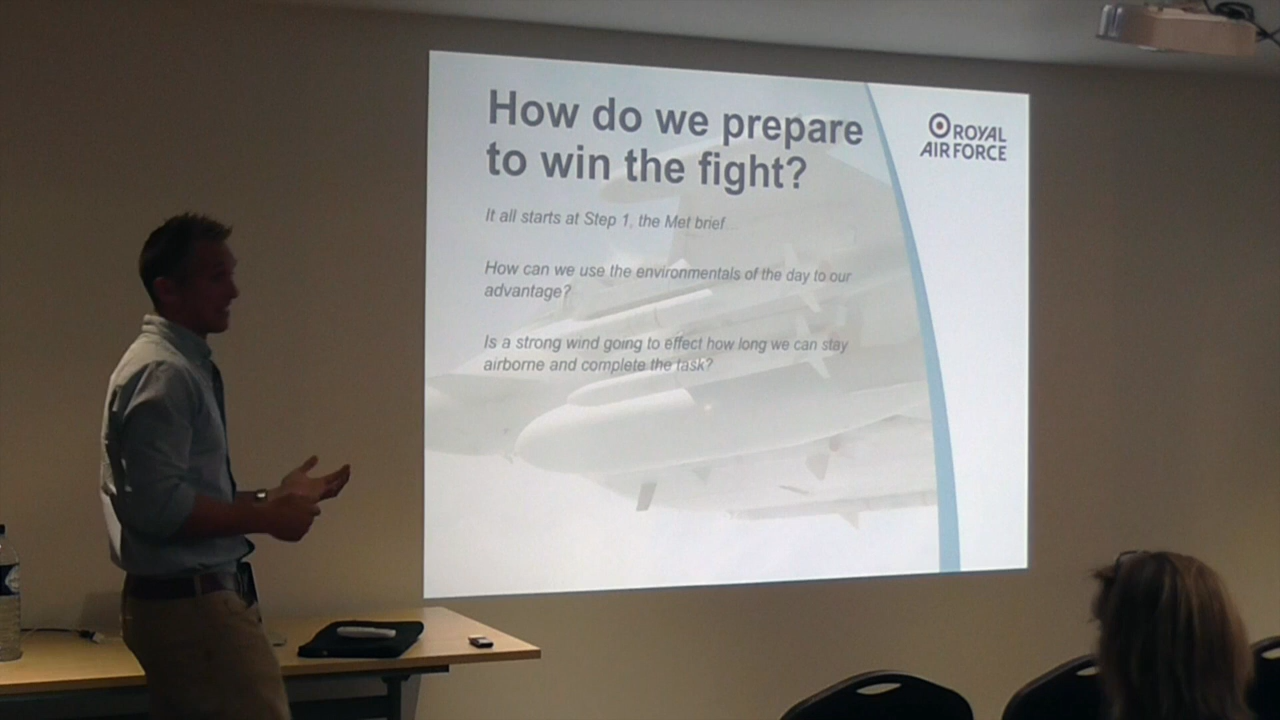 How do we prepare
to win the fight?
ROYAL
AIR FORCE
It all starts at Step 1, the Met brief
How can we use the environmentals of the day to our
advantage?
Is a strong wind going to effect how long we can stay
airborne and complete the task?